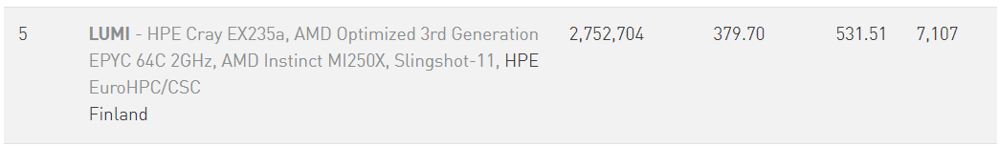 5 LUMI - HPE Cray EX235a, AMD Optimized 3rd Generation 2,752,704 379.70 531.51 7,107
EPYC 64C 2GHz, AMD Instinct MI250X, Slingshot-11, HPE
EuroHPC/CSC
Finland